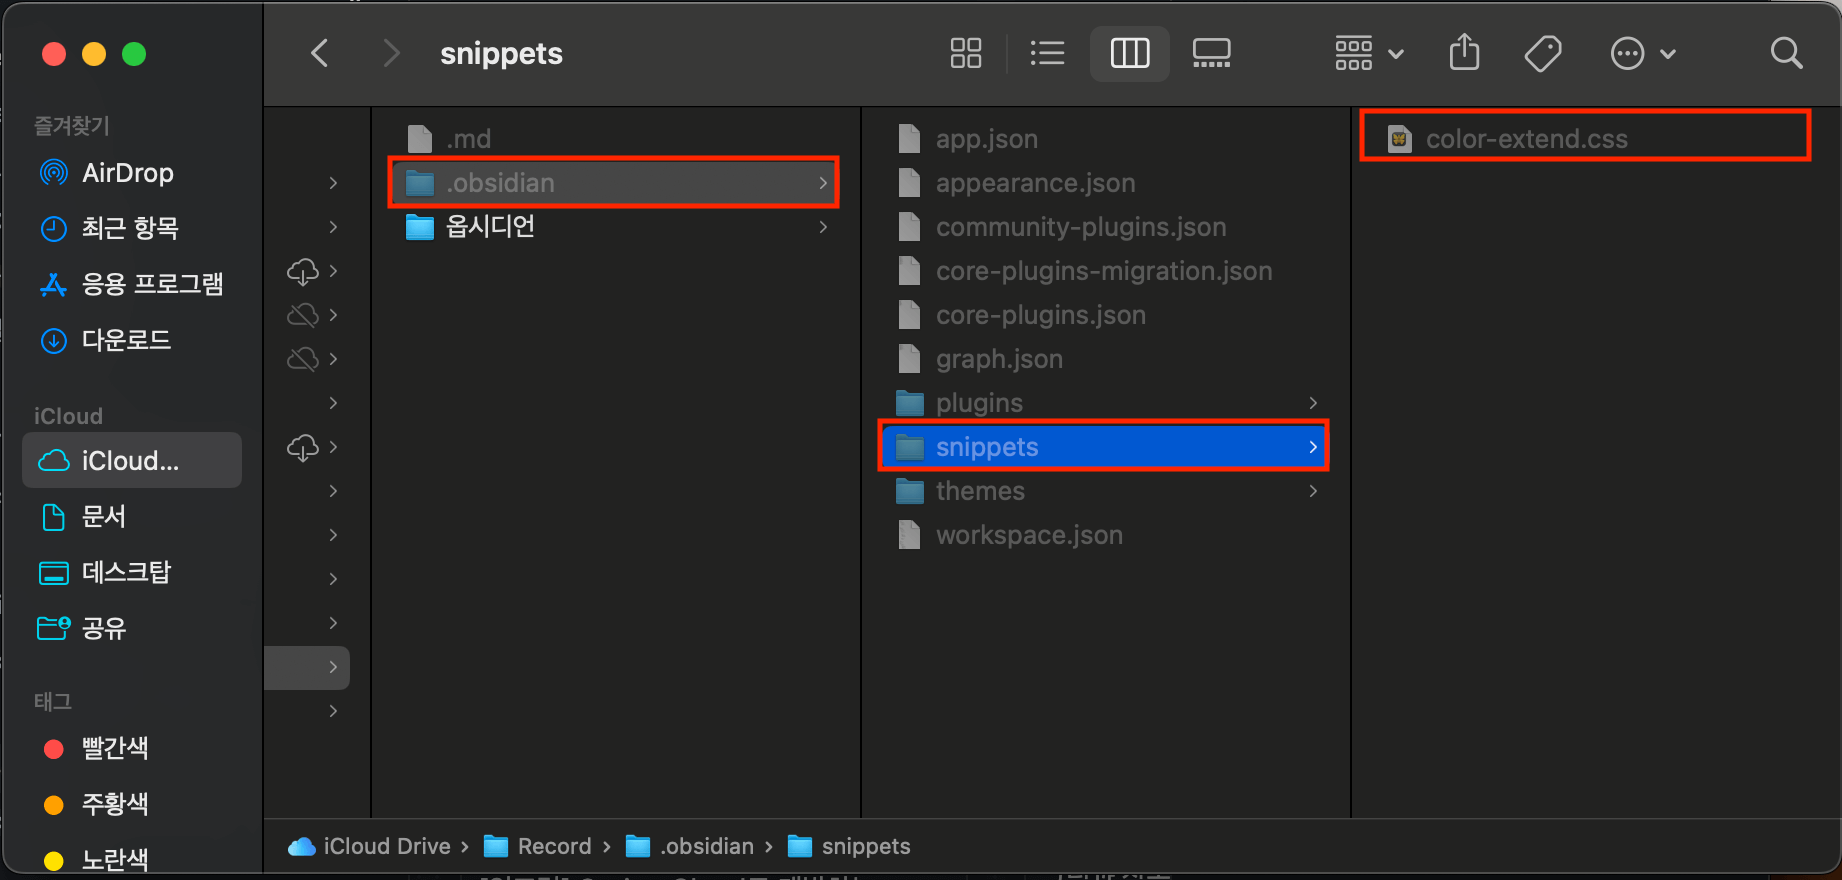 snippets
즐겨찾기
AirDrop
최근 항목
응용 프로그램
다운로드
iCloud
iCloud...
문서
데스크탑
공유
태그
빨간색
주황색
노란색
.md
.obsidian
옵시디언
app.json
appearance.json
community-plugins.json
core-plugins-migration.json
core-plugins.json
graph.json
plugins
snippets
themes
workspace.json
color-extend.css
iCloud Drive › Record › .obsidian › snippets